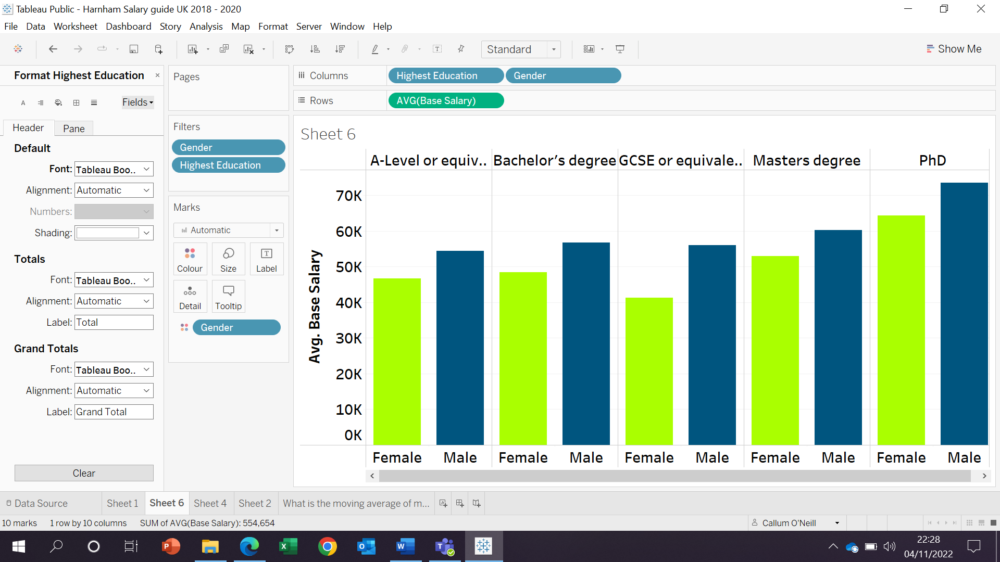 Tableau Public - Harnham Salary guide UK 2018 - 2020
File Data Worksheet Dashboard Story Analysis Map Format Server Window Help
Standard
Show Me
Format Highest Education
Fields
Header Pane
Default
Font: Tableau Boo..
Alignment: Automatic
Numbers:
Shading:
Totals
Font: Tableau Boo..
Alignment: Automatic
Label: Total
Grand Totals
Font: Tableau Boo..
Alignment: Automatic
Label: Grand Total
Clear
Pages
Filters
Gender
Highest Education
Marks
Automatic
Colour Size Label
Detail Tooltip
Gender
Columns Highest Education Gender
Rows AVG(Base Salary)
Sheet 6
A-Level or equiv.. Bachelor’s degree GCSE or equivale.. Masters degree PhD
Avg. Base Salary
70K
60K
50K
40K
30K
20K
10K
0K
Female Male Female Male Female Male Female Male Female Male
Data Source Sheet 1 Sheet 6 Sheet 4 Sheet 2 What is the moving average of m...
10 marks 1 row by 10 columns SUM of AVG(Base Salary): 554,654
Callum O'Neill
22:28
04/11/2022